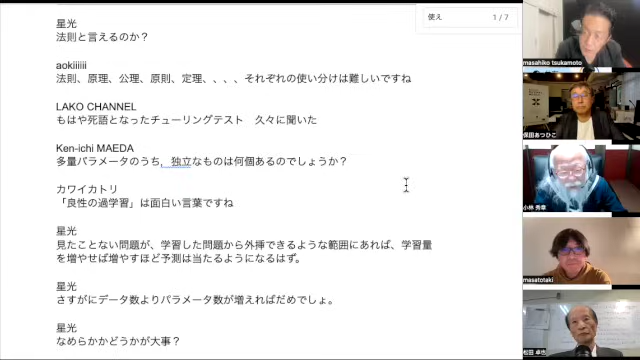 使え
1 / 7
星光
法則と言えるのか？
aokiiiiii
法則、原理、公理、原則、定理、、、、それぞれの使い分けは難しいですね
LAKO CHANNEL
もはや死語となったチューリングテスト　久々に聞いた
Ken-ichi MAEDA
多量パラメータのうち、独立なものは何個あるのでしょうか？
カワイカトリ
「良性の過学習」は面白い言葉ですね
星光
見たことない問題が、学習した問題から外挿できるような範囲にあれば、学習量
を増やせば増やすほど予測は当たるようになるはず。
星光
さすがにデータ数よりパラメータ数が増えればだめでしょ。
星光
なめらかかどうかが大事？
masahiko tsukamoto
保田あつひこ
小林 秀章
masatotaki
松田 卓也